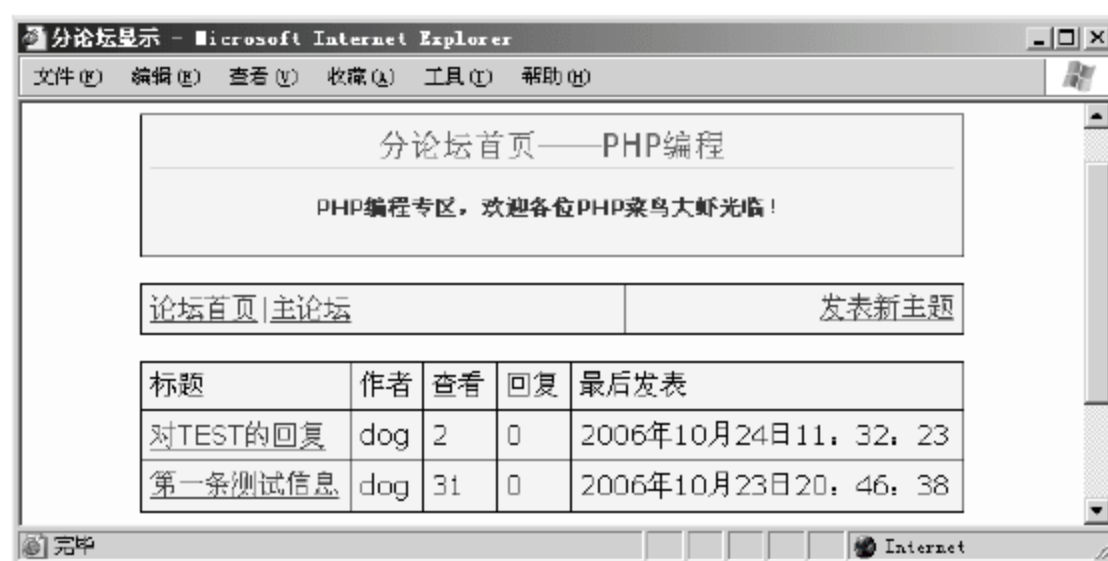 分论坛显示 - Microsoft Internet Explorer
文件(F) 编辑(E) 查看(V) 收藏(A) 工具(T) 帮助(H)
分论坛首页——PHP编程
PHP编程专区，欢迎各位PHP菜鸟大虾光临！
论坛首页|主论坛 发表新主题
标题 作者 查看 回复 最后发表
对TEST的回复 dog 2 0 2006年10月24日11：32：23
第一条测试信息 dog 31 0 2006年10月23日20：46：38
完毕 Internet